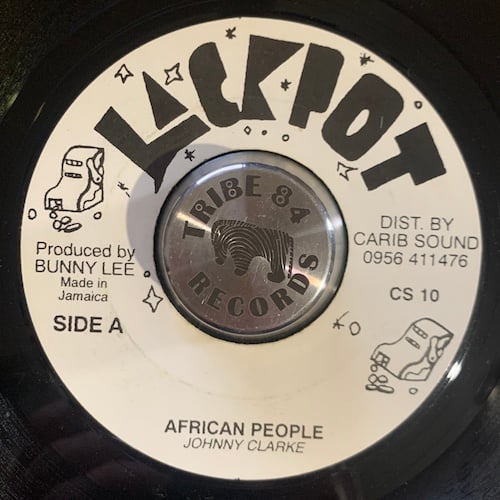 JACKPOT
TRIBE 84
RECORDS
Produced by
BUNNY LEE
Made in
Jamaica
SIDE A
DIST. BY
CARIB SOUND
0956 411476
CS 10
AFRICAN PEOPLE
JOHNNY CLARKE